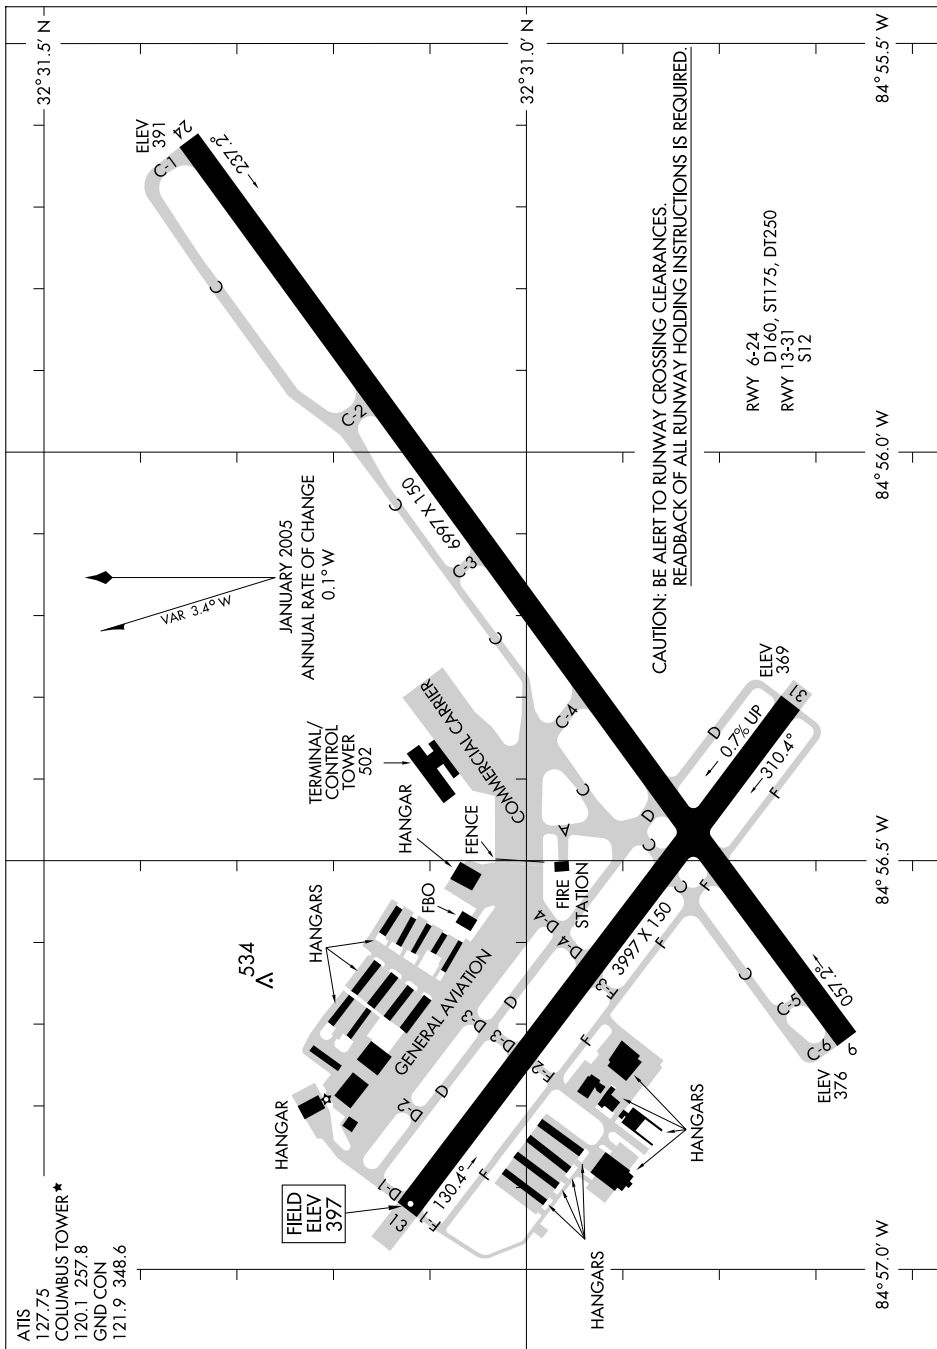 ATIS
127.75
COLUMBUS TOWER★
120.1 257.8
GND CON
121.9 348.6
32°31.5' N
32°31.0' N
84°55.5' W
84°56.0' W
84°56.5' W
84°57.0' W
JANUARY 2005
ANNUAL RATE OF CHANGE
0.1° W
VAR 3.4° W
ELEV
391
24
237.2°
C-1
C
C-2
C
6997 X 150
C-3
C
C-4
C
CAUTION: BE ALERT TO RUNWAY CROSSING CLEARANCES.
READBACK OF ALL RUNWAY HOLDING INSTRUCTIONS IS REQUIRED.
RWY 6-24
D160, ST175, DT250
RWY 13-31
S12
TERMINAL/
CONTROL
TOWER
502
COMMERCIAL CARRIER
HANGAR
FENCE
FBO
HANGARS
534
GENERAL AVIATION
HANGAR
FIRE
STATION
A
D
C
D
0.7% UP
310.4°
F
ELEV
369
31
FIELD
ELEV
397
13
D-1
F-1
130.4°
F
D-2
D
D-3
D-3
D
D-4
D-4
F-2
F
F-3
3997 X 150
F
C
F
C
C-5
C-6
057.2°
6
ELEV
376
HANGARS
HANGARS